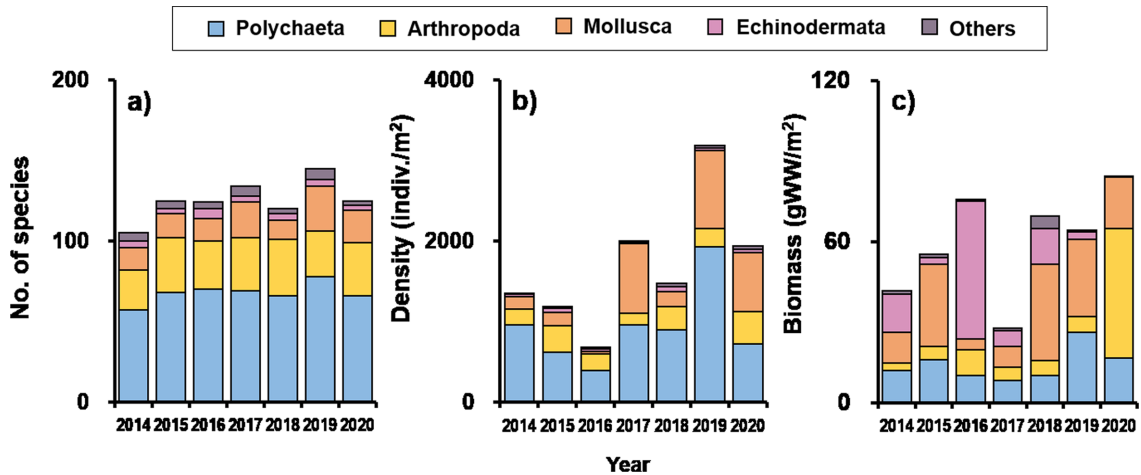 Polychaeta Arthropoda Mollusca Echinodermata Others
a)
No. of species
200
100
0
2014 2015 2016 2017 2018 2019 2020
b)
Density (indiv./m²)
4000
2000
0
2014 2015 2016 2017 2018 2019 2020
c)
Biomass (gWW/m²)
120
60
0
2014 2015 2016 2017 2018 2019 2020
Year